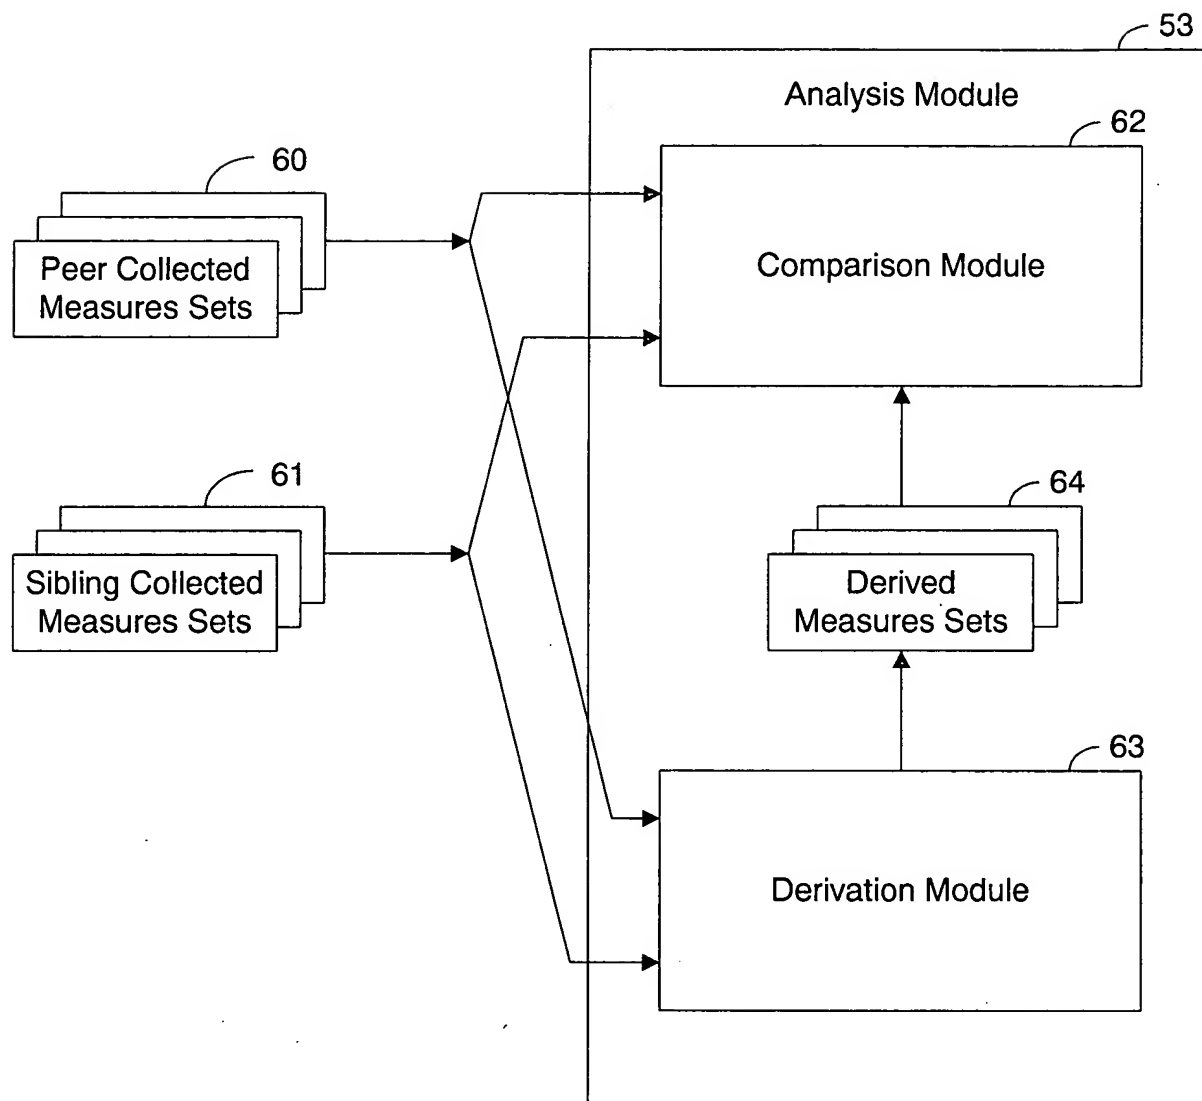 53
Analysis Module
62
60
Comparison Module
Peer Collected
Measures Sets
61
64
Sibling Collected
Measures Sets
Derived
Measures Sets
63
Derivation Module